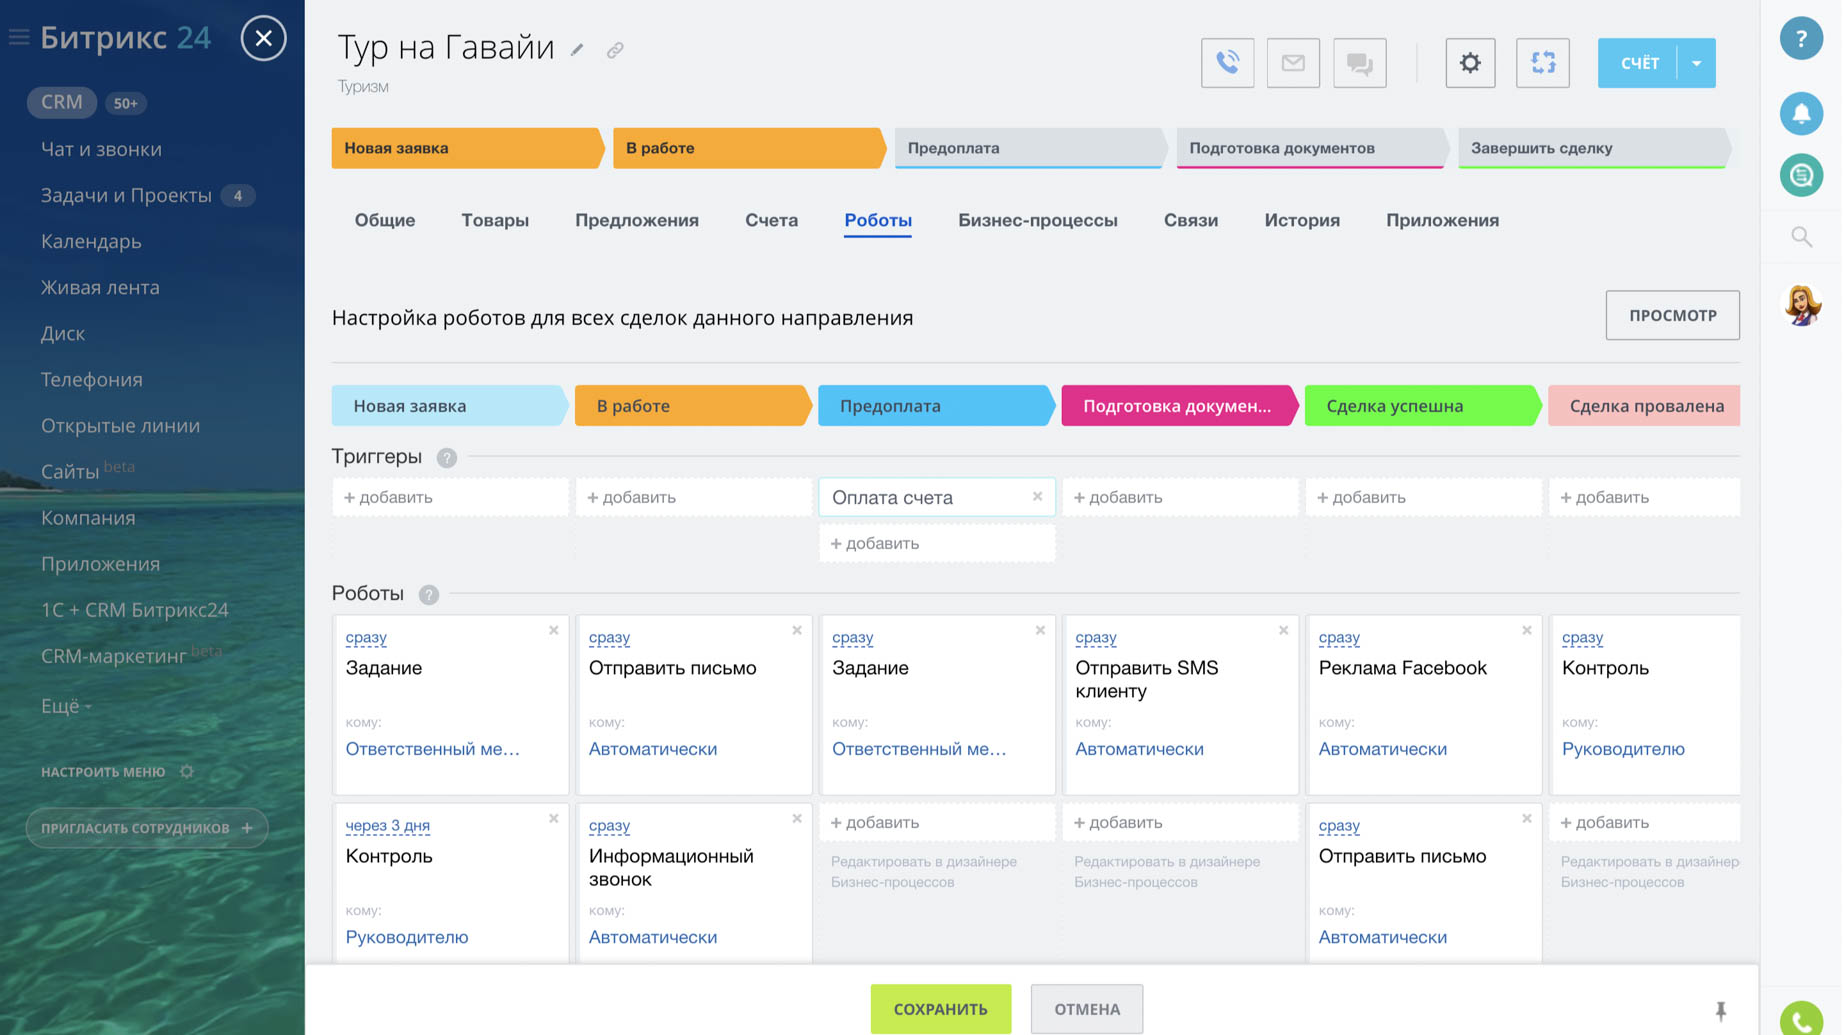 Битрикс 24
CRM 50+
Чат и звонки
Задачи и Проекты 4
Календарь
Живая лента
Диск
Телефония
Открытые линии
Сайты beta
Компания
Приложения
1С + CRM Битрикс24
CRM-маркетинг beta
Ещё
НАСТРОИТЬ МЕНЮ
ПРИГЛАСИТЬ СОТРУДНИКОВ +
Тур на Гавайи
Туризм
СЧЁТ
?
Новая заявка
В работе
Предоплата
Подготовка документов
Завершить сделку
Общие
Товары
Предложения
Счета
Роботы
Бизнес-процессы
Связи
История
Приложения
Настройка роботов для всех сделок данного направления
ПРОСМОТР
Новая заявка
В работе
Предоплата
Подготовка докумен...
Сделка успешна
Сделка провалена
Триггеры ?
+ добавить
+ добавить
Оплата счета
+ добавить
+ добавить
+ добавить
+ добавить
Роботы ?
сразу
Задание
кому:
Ответственный ме...
сразу
Отправить письмо
кому:
Автоматически
сразу
Задание
кому:
Ответственный ме...
сразу
Отправить SMS
клиенту
кому:
Автоматически
сразу
Реклама Facebook
кому:
Автоматически
сразу
Контроль
кому:
Руководителю
через 3 дня
Контроль
кому:
Руководителю
сразу
Информационный
звонок
кому:
Автоматически
+ добавить
Редактировать в дизайнере
Бизнес-процессов
+ добавить
Редактировать в дизайнере
Бизнес-процессов
сразу
Отправить письмо
кому:
Автоматически
+ добавить
Редактировать в дизайнер
Бизнес-процессов
СОХРАНИТЬ
ОТМЕНА